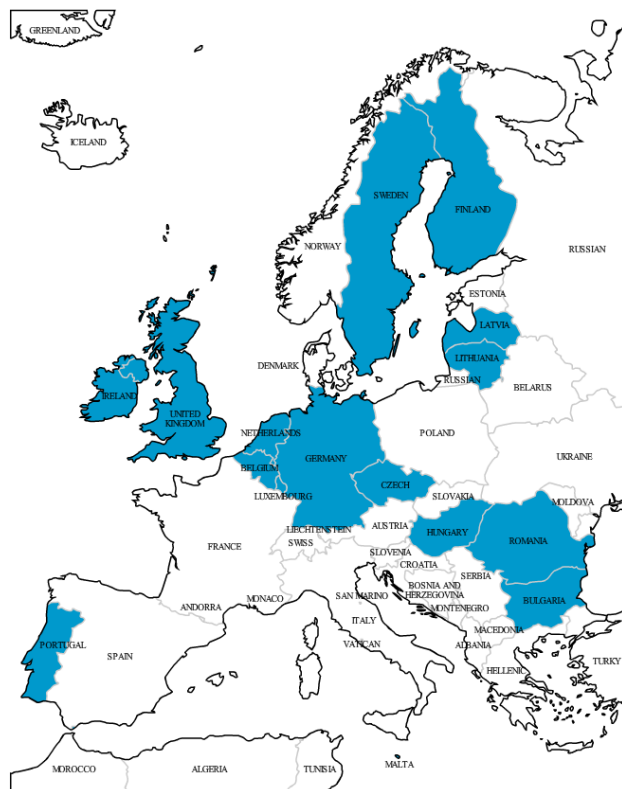 GREENLAND
ICELAND
SWEDEN
FINLAND
NORWAY
RUSSIAN
ESTONIA
LATVIA
LITHUANIA
DENMARK
RUSSIAN
BELARUS
IRELAND
UNITED
KINGDOM
NETHERLANDS
POLAND
GERMANY
UKRAINE
BELGIUM
CZECH
LUXEMBOURG
SLOVAKIA
MOLDOVA
LIECHTENSTEIN
AUSTRIA
HUNGARY
ROMANIA
FRANCE
SWISS
SLOVENIA
CROATIA
SERBIA
BOSNIA AND
HERZEGOVINA
MONACO
SAN MARINO
BULGARIA
ANDORRA
MONTENEGRO
ITALY
MACEDONIA
PORTUGAL
SPAIN
VATICAN
ALBANIA
HELLENIC
TURKY
MALTA
MOROCCO
ALGERIA
TUNISIA